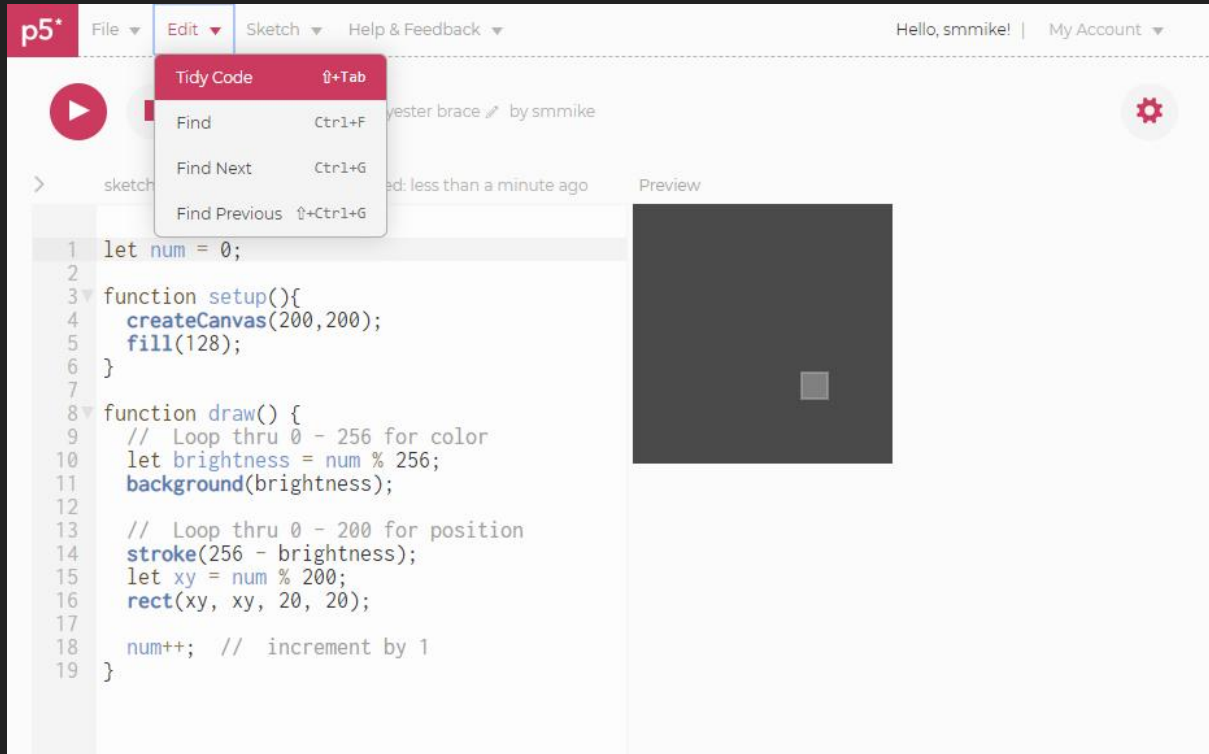 p5* File Edit Sketch Help & Feedback Hello, smmike! | My Account
Tidy Code ⇧+Tab
Find Ctrl+F
Find Next Ctrl+G
Find Previous ⇧+Ctrl+G
yester brace by smmike
sketch ed: less than a minute ago Preview
1 let num = 0;
2
3 function setup(){
4 createCanvas(200,200);
5 fill(128);
6 }
7
8 function draw() {
9 // Loop thru 0 - 256 for color
10 let brightness = num % 256;
11 background(brightness);
12
13 // Loop thru 0 - 200 for position
14 stroke(256 - brightness);
15 let xy = num % 200;
16 rect(xy, xy, 20, 20);
17
18 num++; // increment by 1
19 }